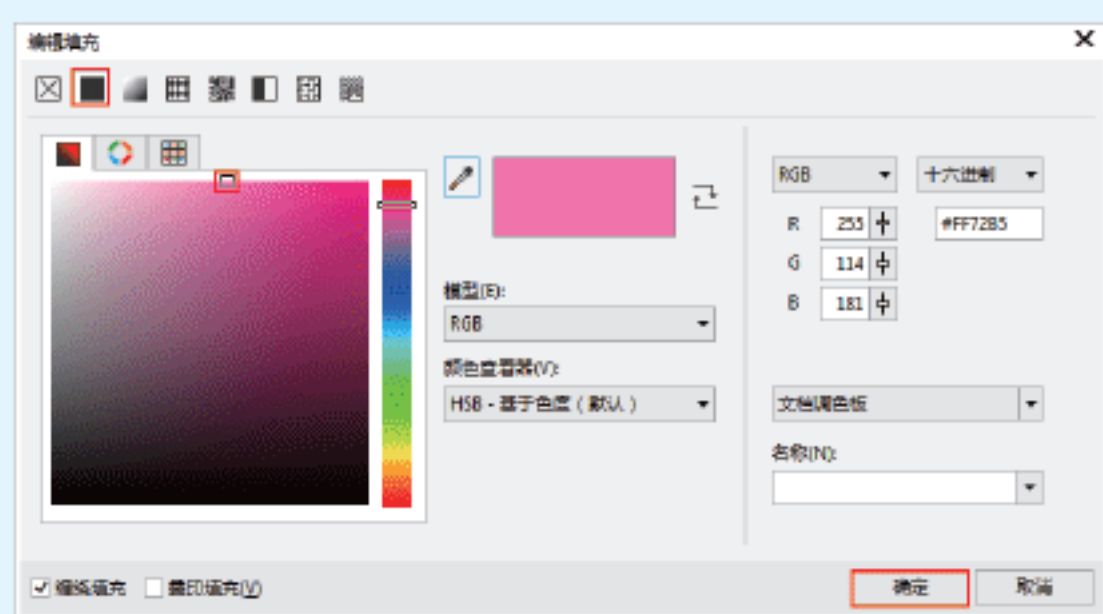 编辑填充
RGB
十六进制
R 255
#FF72B5
G 114
B 181
模型(E):
RGB
颜色查看器(V):
HSB - 基于色度 ( 默认 )
文档调色板
名称(N):
缠绕填充
叠印填充(V)
确定
取消